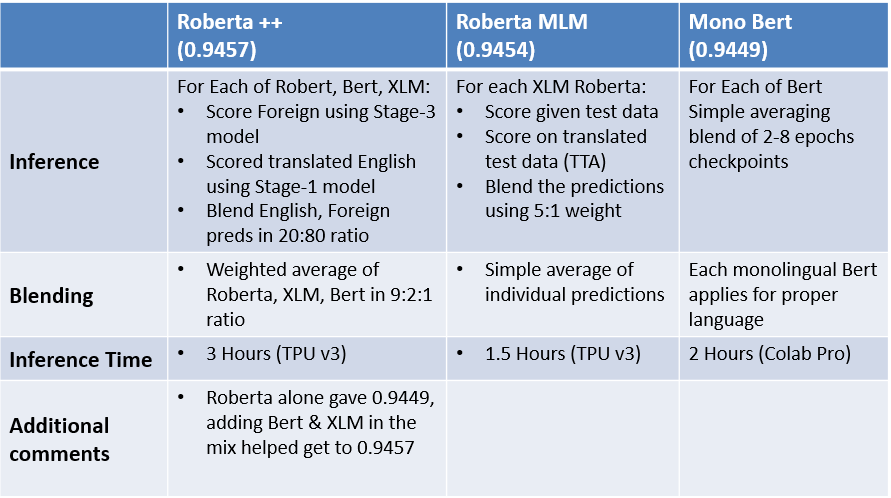 Roberta ++
(0.9457)
Roberta MLM
(0.9454)
Mono Bert
(0.9449)
Inference
For Each of Robert, Bert, XLM:
• Score Foreign using Stage-3
model
• Scored translated English
using Stage-1 model
• Blend English, Foreign
preds in 20:80 ratio
For each XLM Roberta:
• Score given test data
• Score on translated
test data (TTA)
• Blend the predictions
using 5:1 weight
For Each of Bert
Simple averaging
blend of 2-8 epochs
checkpoints
Blending
• Weighted average of
Roberta, XLM, Bert in 9:2:1
ratio
• Simple average of
individual predictions
Each monolingual Bert
applies for proper
language
Inference Time
• 3 Hours (TPU v3)
• 1.5 Hours (TPU v3)
2 Hours (Colab Pro)
Additional
comments
• Roberta alone gave 0.9449,
adding Bert & XLM in the
mix helped get to 0.9457